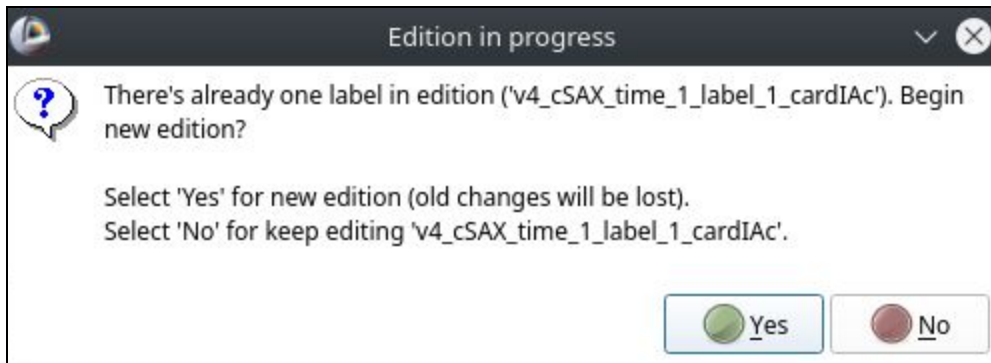 Edition in progress
There's already one label in edition ('v4_cSAX_time_1_label_1_cardIAc'). Begin
new edition?
Select 'Yes' for new edition (old changes will be lost).
Select 'No' for keep editing 'v4_cSAX_time_1_label_1_cardIAc'.
Yes
No